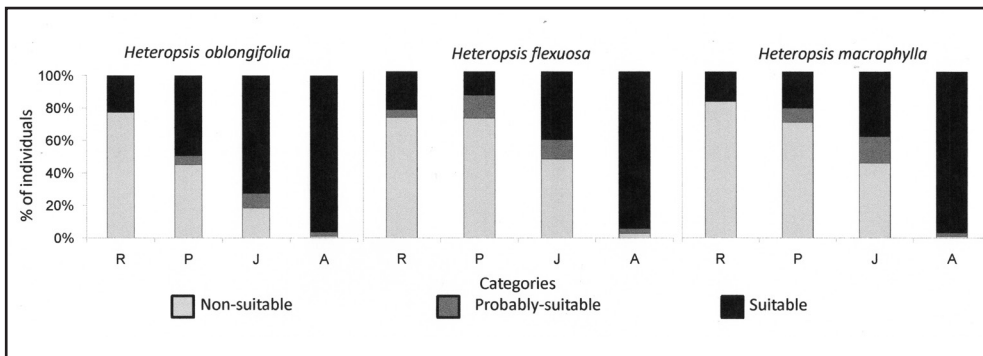 Heteropsis oblongifolia Heteropsis flexuosa Heteropsis macrophylla
100%
80%
60%
40%
20%
0%
% of individuals
R P J A R P J A R P J A
Categories
Non-suitable Probably-suitable Suitable